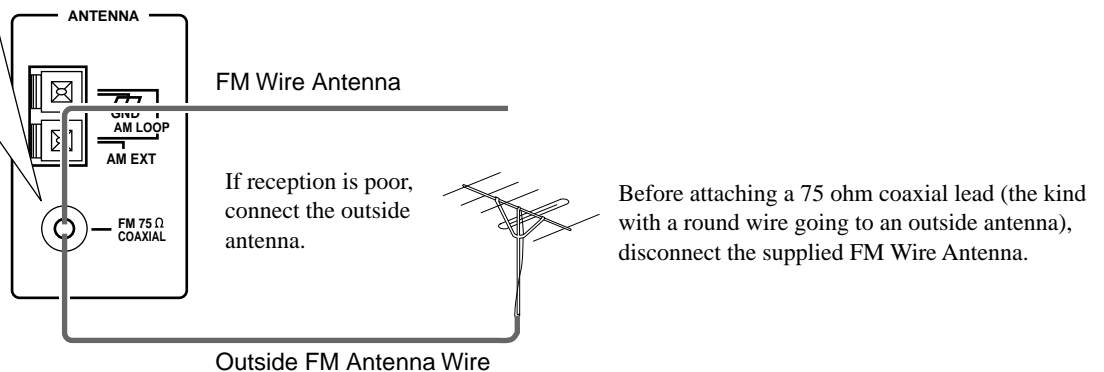 ANTENNA
FM Wire Antenna
GND
AM LOOP
AM EXT
If reception is poor,
connect the outside
antenna.
Before attaching a 75 ohm coaxial lead (the kind
with a round wire going to an outside antenna),
disconnect the supplied FM Wire Antenna.
FM 75 Ω
COAXIAL
Outside FM Antenna Wire